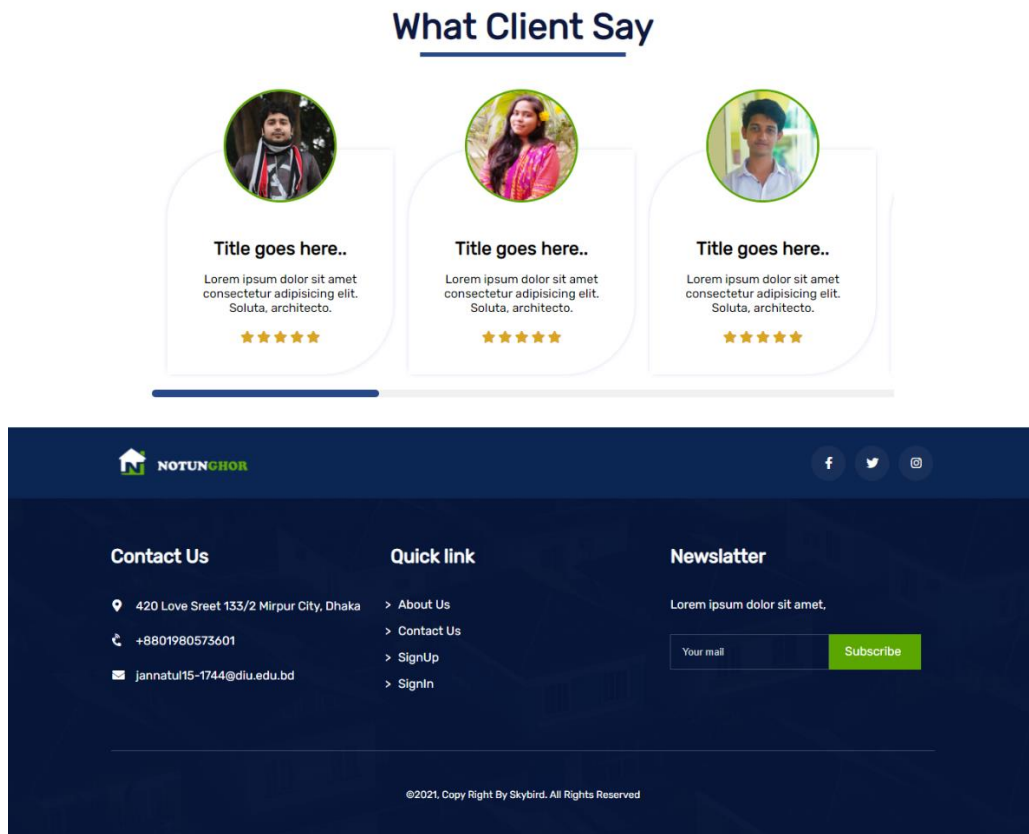 What Client Say
Title goes here..
Lorem ipsum dolor sit amet
consectetur adipisicing elit.
Soluta, architecto.
Title goes here..
Lorem ipsum dolor sit amet
consectetur adipisicing elit.
Soluta, architecto.
Title goes here..
Lorem ipsum dolor sit amet
consectetur adipisicing elit.
Soluta, architecto.
NOTUNGHOR
Contact Us
420 Love Sreet 133/2 Mirpur City, Dhaka
+8801980573601
jannatul15-1744@diu.edu.bd
Quick link
> About Us
> Contact Us
> SignUp
> SignIn
Newslatter
Lorem ipsum dolor sit amet,
Your mail
Subscribe
©2021, Copy Right By Skybird. All Rights Reserved